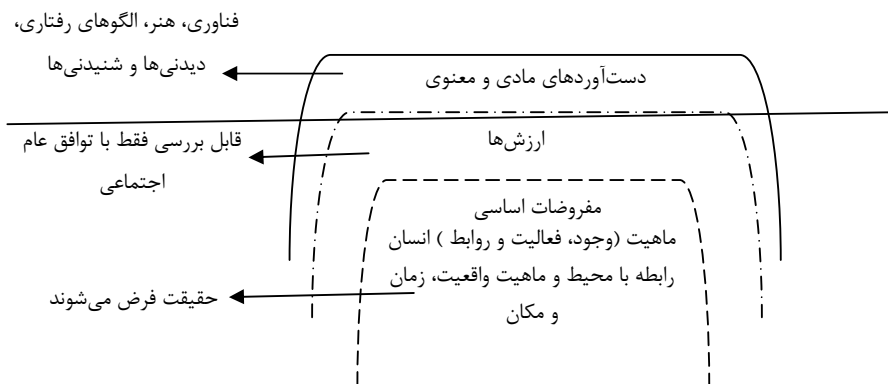 فناوری، هنر، الگوهای رفتاری،
دیدنی‌ها و شنیدنی‌ها
دست‌آوردهای مادی و معنوی
ارزش‌ها
قابل بررسی فقط با توافق عام
اجتماعی
مفروضات اساسی
ماهیت (وجود، فعالیت و روابط ) انسان
رابطه با محیط و ماهیت واقعیت، زمان
و مکان
حقیقت فرض می‌شوند